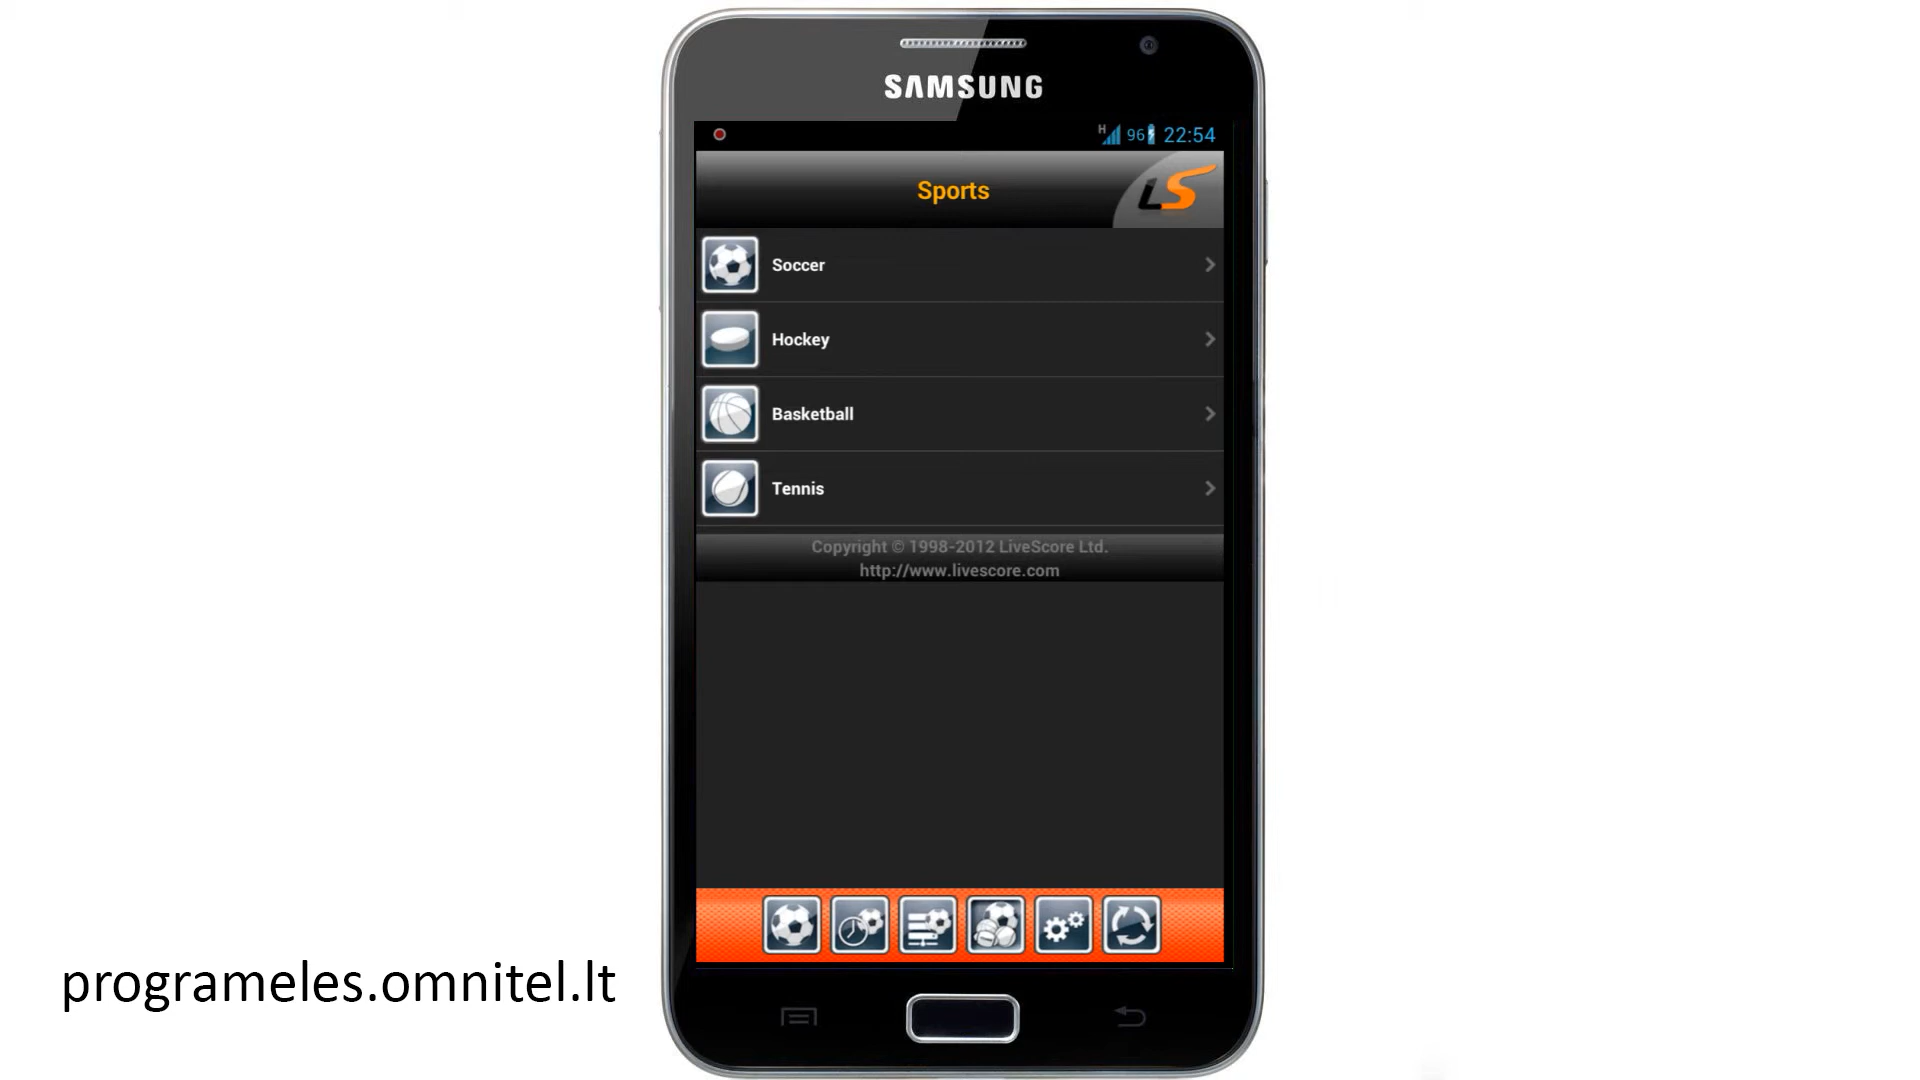 SAMSUNG
H 96 22:54
Sports
LS
Soccer
Hockey
Basketball
Tennis
Copyright © 1998-2012 LiveScore Ltd.
http://www.livescore.com
programeles.omnitel.lt